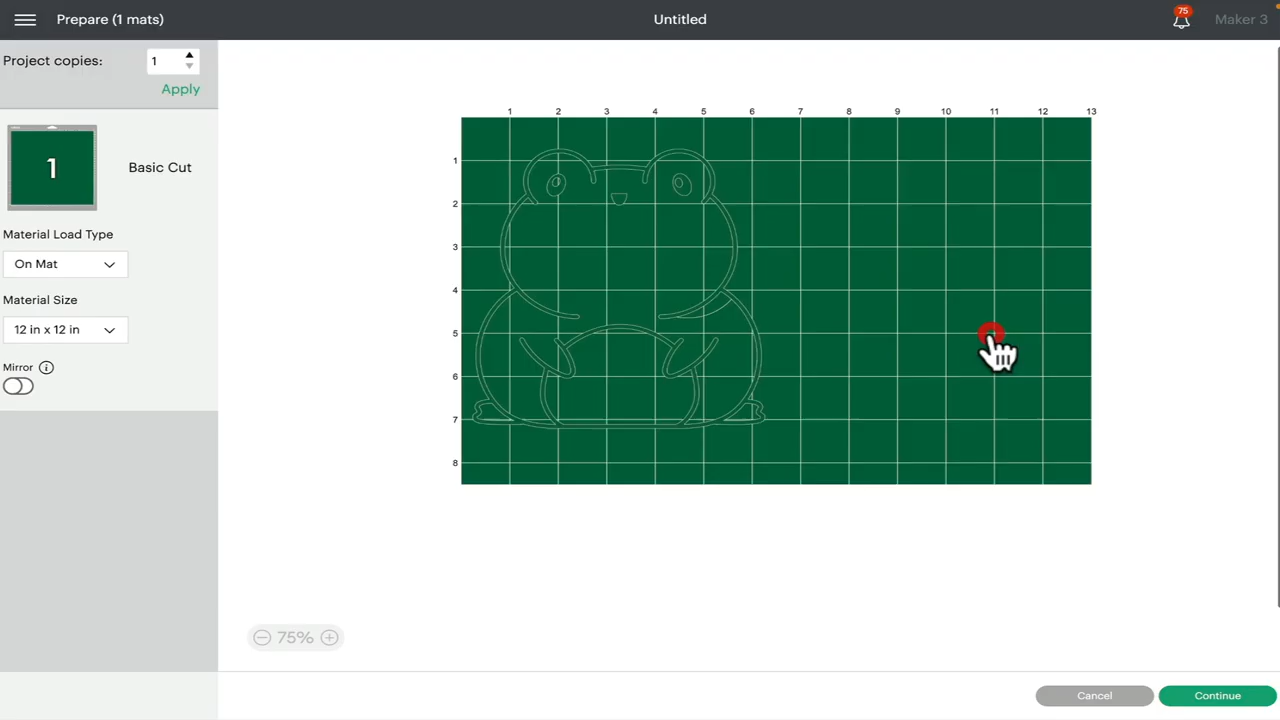 Prepare (1 mats)
Untitled
75
Maker 3
Project copies:
1
Apply
1
Basic Cut
Material Load Type
On Mat
Material Size
12 in x 12 in
Mirror
1 2 3 4 5 6 7 8 9 10 11 12 13
1
2
3
4
5
6
7
8
75%
Cancel
Continue